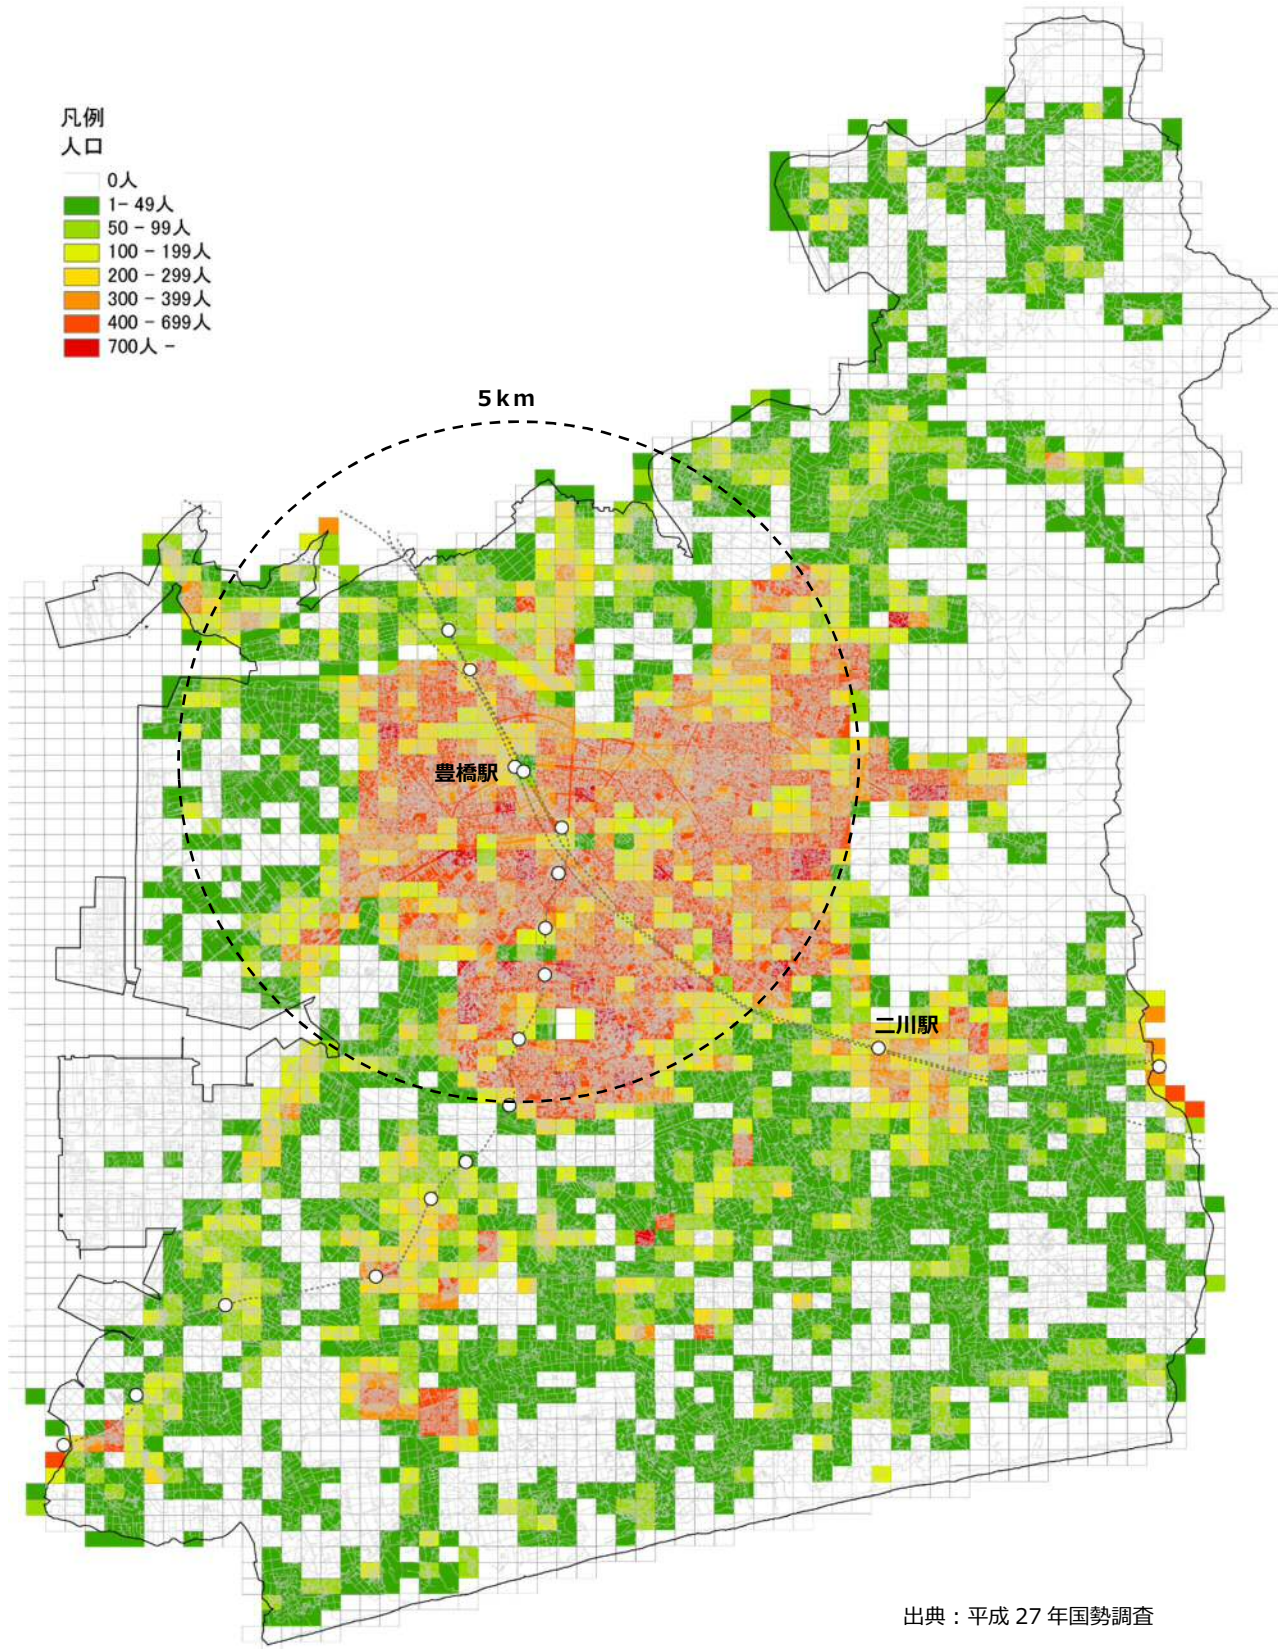 凡例
人口
0人
1- 49人
50 - 99人
100 - 199人
200 - 299人
300 - 399人
400 - 699人
700人 -
5km
豊橋駅
二川駅
出典：平成 27 年国勢調査